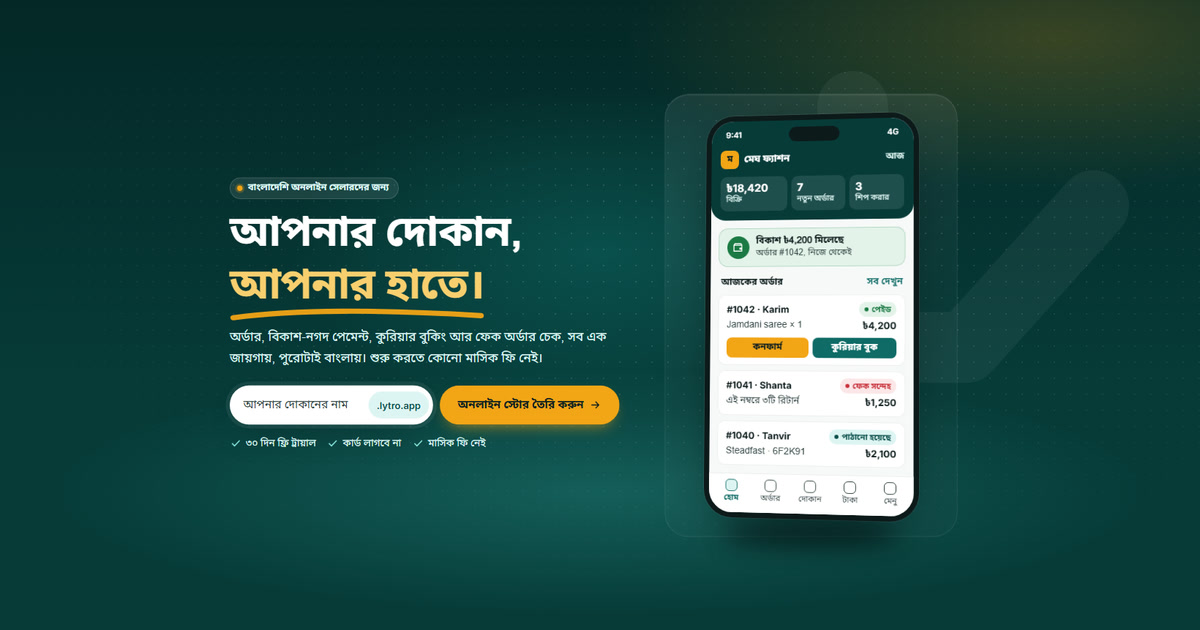 বাংলাদেশি অনলাইন সেলারদের জন্য
আপনার দোকান,
আপনার হাতে।
অর্ডার, বিকাশ-নগদ পেমেন্ট, কুরিয়ার বুকিং আর ফেক অর্ডার চেক, সব এক
জায়গায়, পুরোটাই বাংলায়। শুরু করতে কোনো মাসিক ফি নেই।
আপনার দোকানের নাম .lytro.app
অনলাইন স্টোর তৈরি করুন →
✓ ৩০ দিন ফ্রি ট্রায়াল ✓ কার্ড লাগবে না ✓ মাসিক ফি নেই
9:41 4G
ম মেঘ ফ্যাশন আজ
৳18,420 7 3
বিক্রি নতুন অর্ডার শিপ করার
বিকাশ ৳4,200 মিলেছে
অর্ডার #1042, নিজে থেকেই
আজকের অর্ডার সব দেখুন
#1042 · Karim পেইড
Jamdani saree × 1 ৳4,200
কনফার্ম কুরিয়ার বুক
#1041 · Shanta ফেক সন্দেহ
এই নম্বরে ৩টি রিটার্ন ৳1,250
#1040 · Tanvir পাঠানো হয়েছে
Steadfast · 6F2K91 ৳2,100
হোম অর্ডার দোকান টাকা মেনু